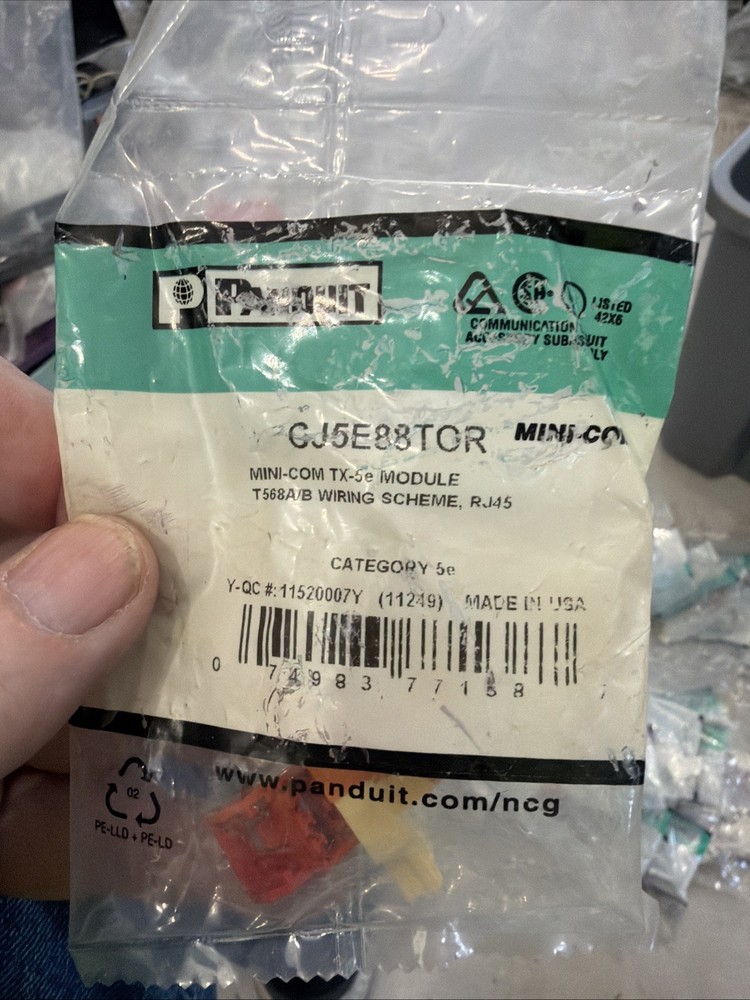 PANDUIT
LISTED
42X6
COMMUNICATION
CJ5E88TOR MINI-CO
MINI-COM TX-5e MODULE
T568A/B WIRING SCHEME, RJ45
CATEGORY 5e
Y-QC #:11520007Y (11249) MADE IN USA
0 74983 77158 7
www.panduit.com/ncg
02
PE-LLD + PE-LD